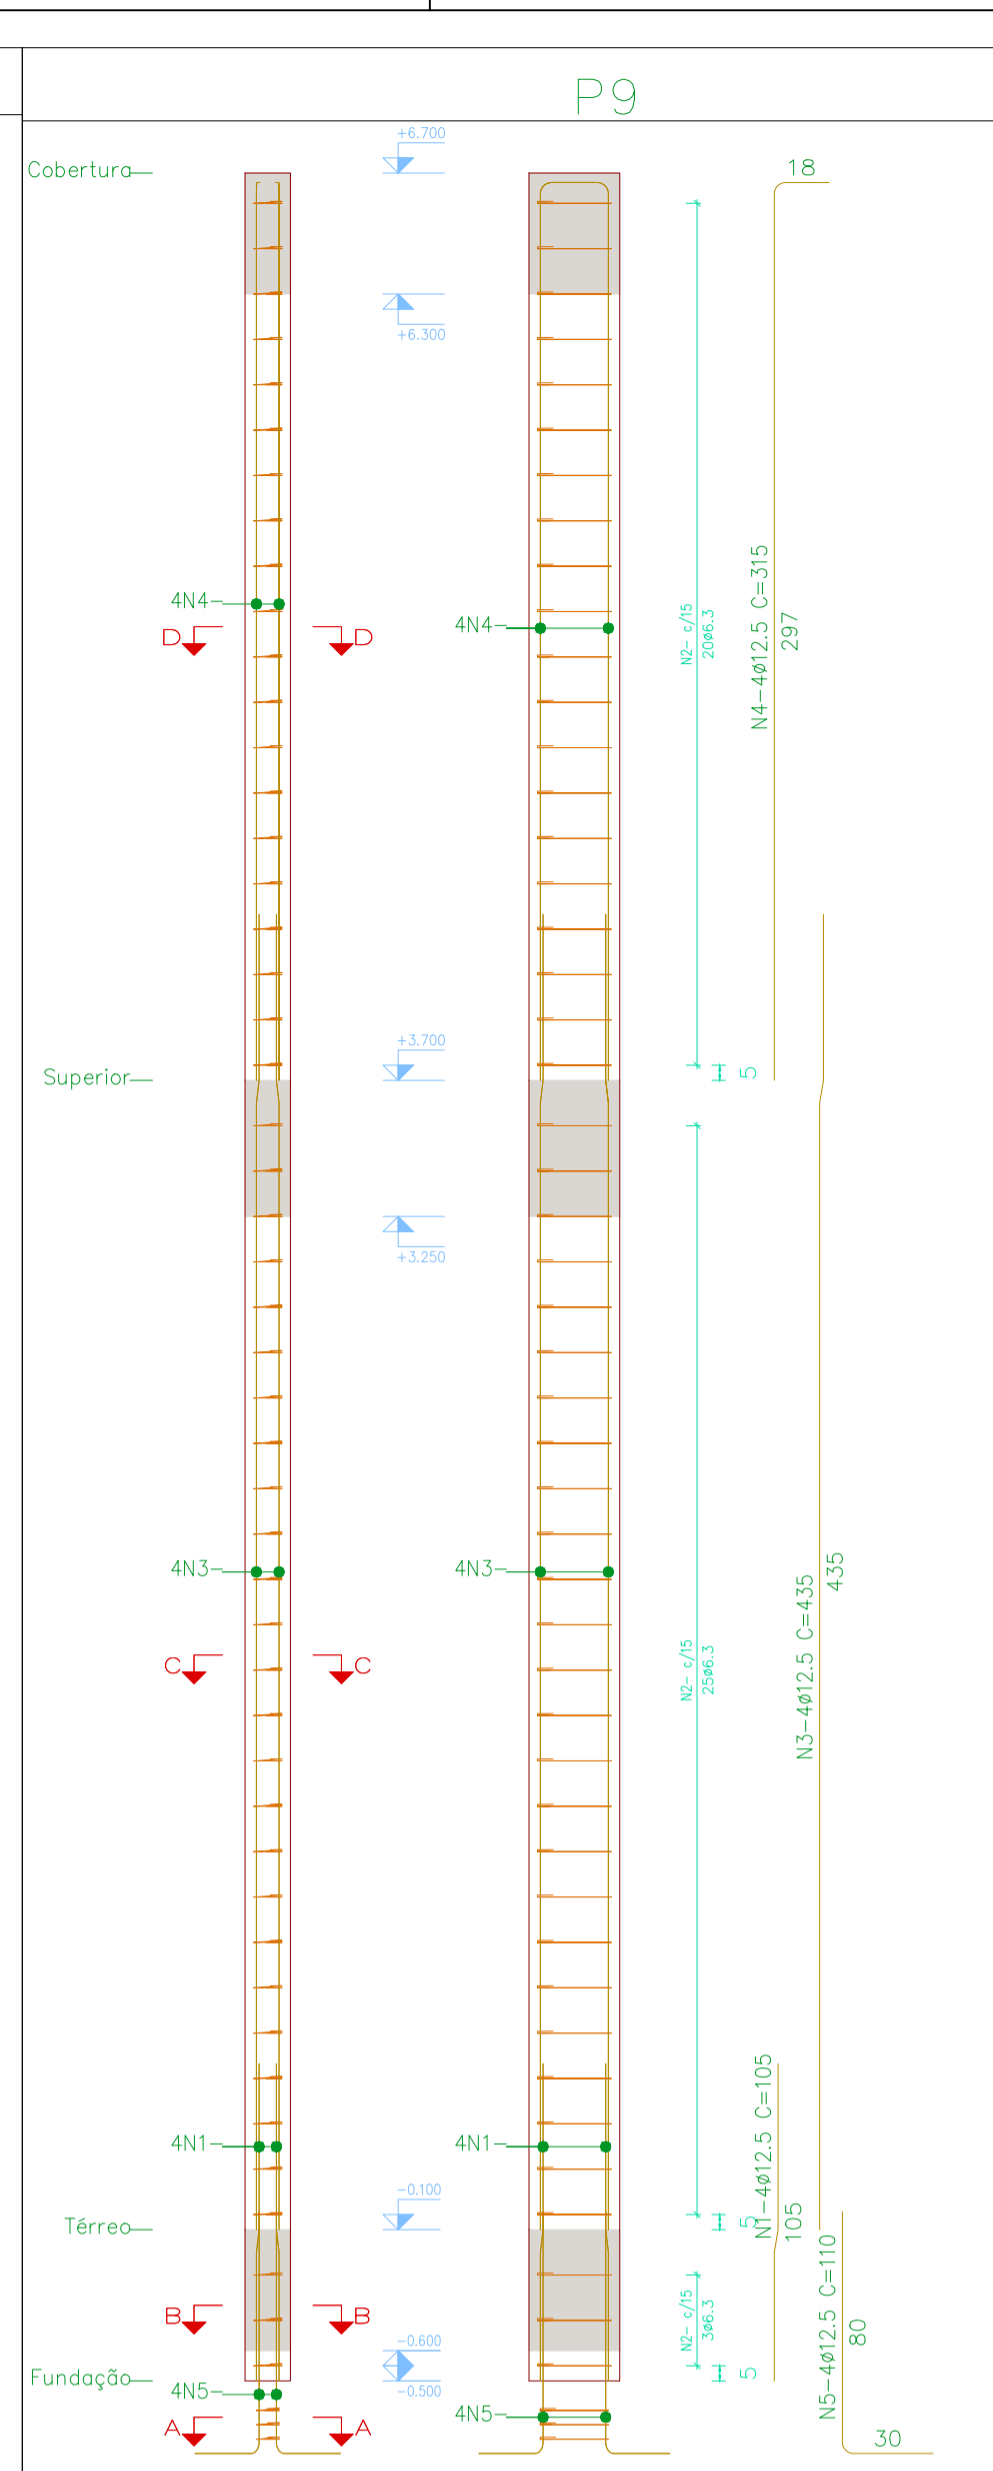 P9
+6.700
Cobertura
18
+6.300
4N4
4N4
D D
N2- c/15
20ø6.3
N4-4ø12.5 C=315
297
+3.700
Superior
5
+3.250
4N3
4N3
N3-4ø12.5 C=435
435
C C
N2- c/15
25ø6.3
4N1
4N1
N1-4ø12.5 C=105
105
-0.100
Térreo
5
B B
N2- c/15
3ø6.3
-0.600
Fundação
-0.500
5
4N5
4N5
N5-4ø12.5 C=110
80
A A
30